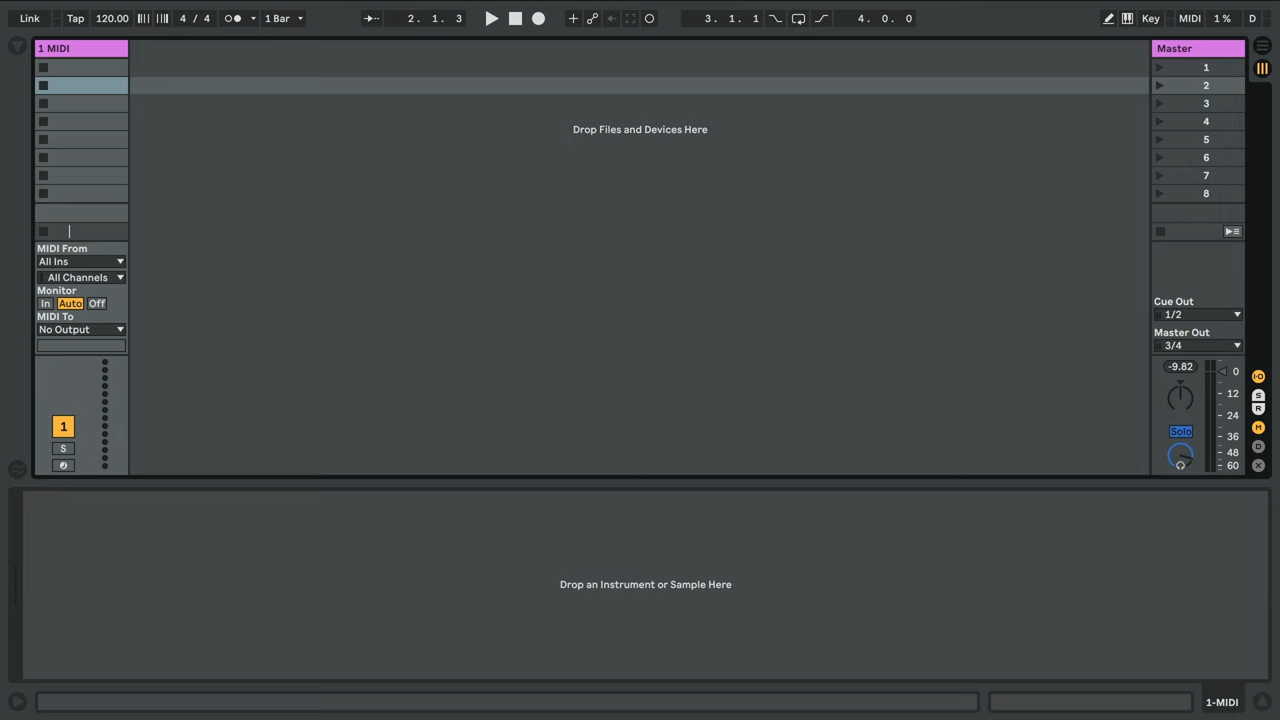 Link Tap 120.00 4 / 4 1 Bar 2. 1. 3 3. 1. 1 4. 0. 0 Key MIDI 1 % D
1 MIDI Master
1
2
3
Drop Files and Devices Here
4
5
6
7
8
MIDI From
All Ins
All Channels
Monitor
In Auto Off
MIDI To
No Output
Cue Out
1/2
Master Out
3/4
-9.82 0
12
24
36
48
60
1
S
Solo
I·O
S
R
M
D
X
Drop an Instrument or Sample Here
1-MIDI